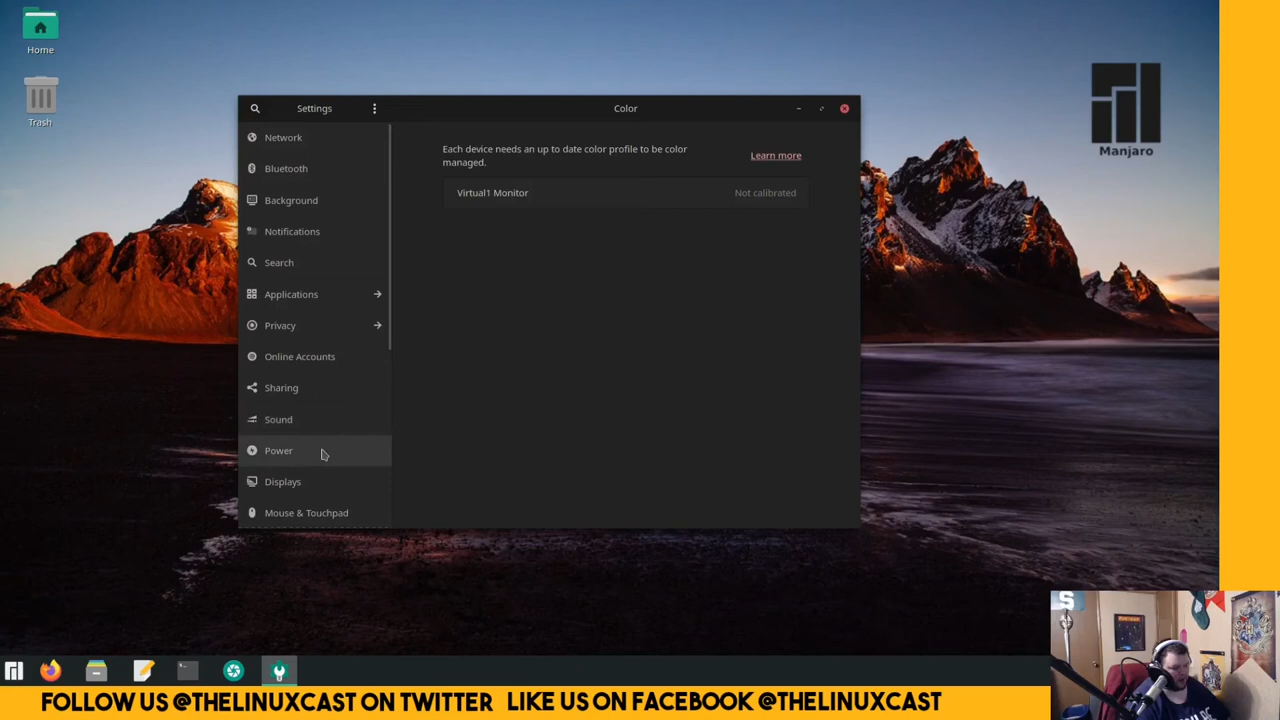 Home
Trash
Settings
Color
Network
Bluetooth
Background
Notifications
Search
Applications
Privacy
Online Accounts
Sharing
Sound
Power
Displays
Mouse & Touchpad
Each device needs an up to date color profile to be color
managed.
Learn more
Virtual1 Monitor
Not calibrated
Manjaro
FOLLOW US @THELINUXCAST ON TWITTER LIKE US ON FACEBOOK @THELINUXCAST